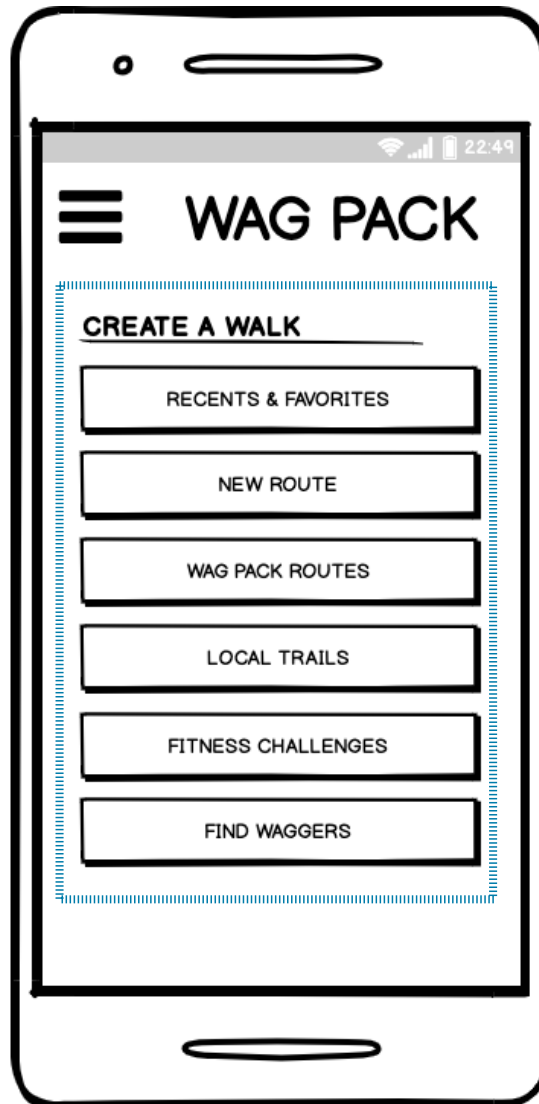 22:49
WAG PACK
CREATE A WALK
RECENTS & FAVORITES
NEW ROUTE
WAG PACK ROUTES
LOCAL TRAILS
FITNESS CHALLENGES
FIND WAGGERS